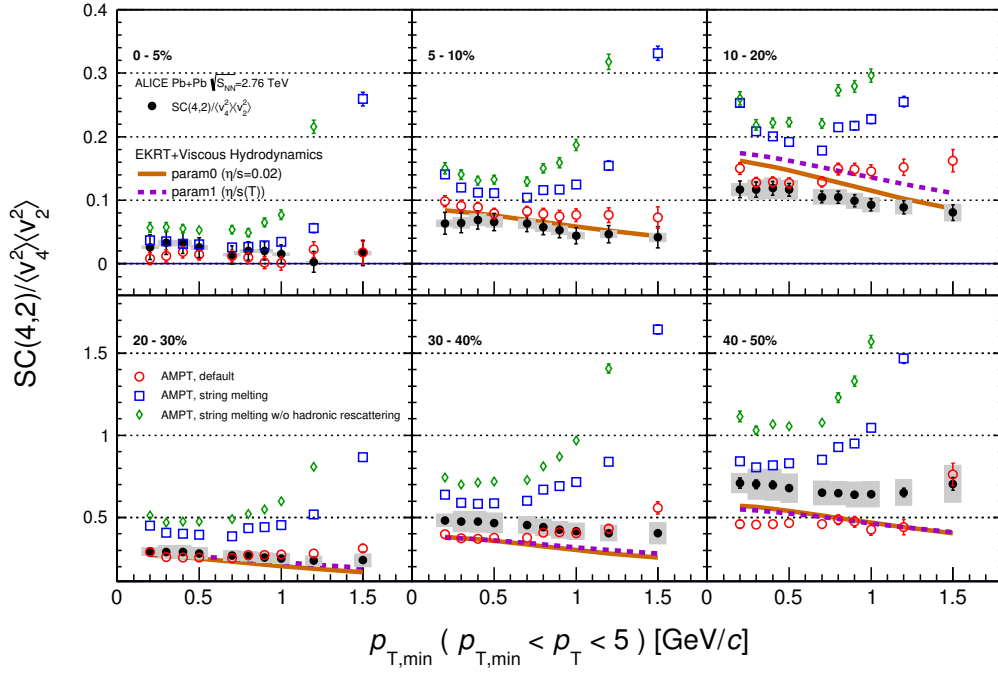 SC(4,2)/⟨v₄²⟩⟨v₂²⟩
0.4
0.3
0.2
0.1
0
0 - 5%
ALICE Pb+Pb √S_NN=2.76 TeV
SC(4,2)/⟨v₄²⟩⟨v₂²⟩
EKRT+Viscous Hydrodynamics
param0 (η/s=0.02)
param1 (η/s(T))
5 - 10%
10 - 20%
1.5
1
0.5
20 - 30%
AMPT, default
AMPT, string melting
AMPT, string melting w/o hadronic rescattering
30 - 40%
40 - 50%
0 0.5 1 1.5 0 0.5 1 1.5 0 0.5 1 1.5
p_T,min ( p_T,min < p_T < 5 ) [GeV/c]